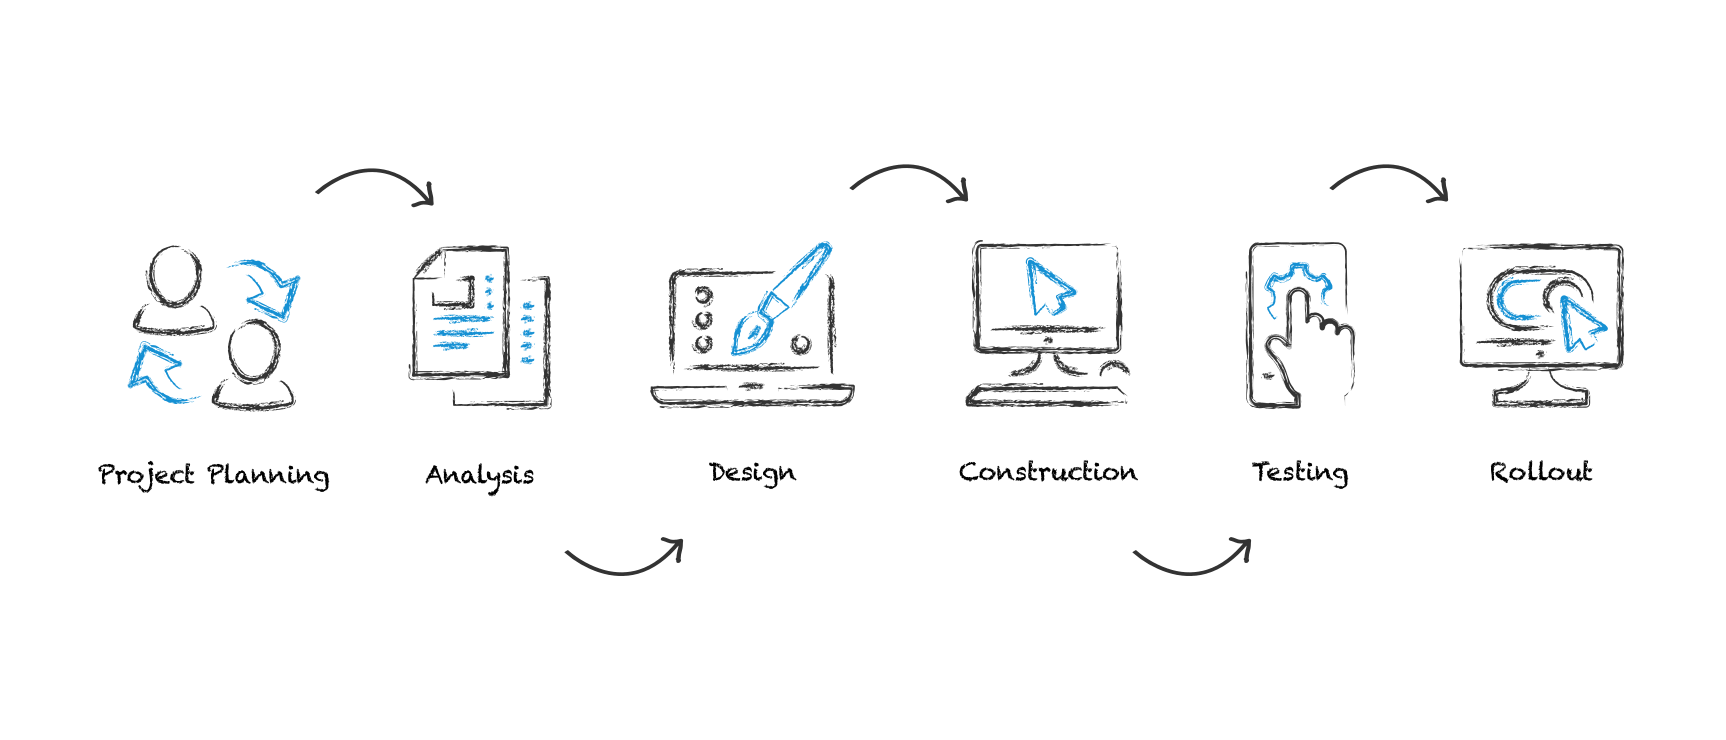 Project Planning
Analysis
Design
Construction
Testing
Rollout